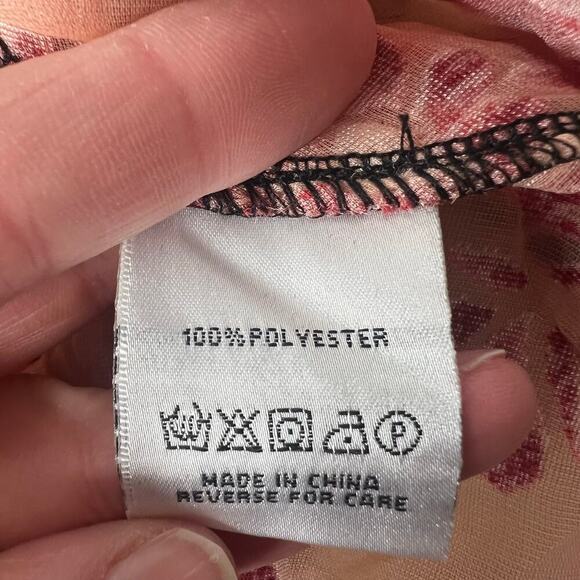 100%POLYESTER
P
MADE IN CHINA
REVERSE FOR CARE